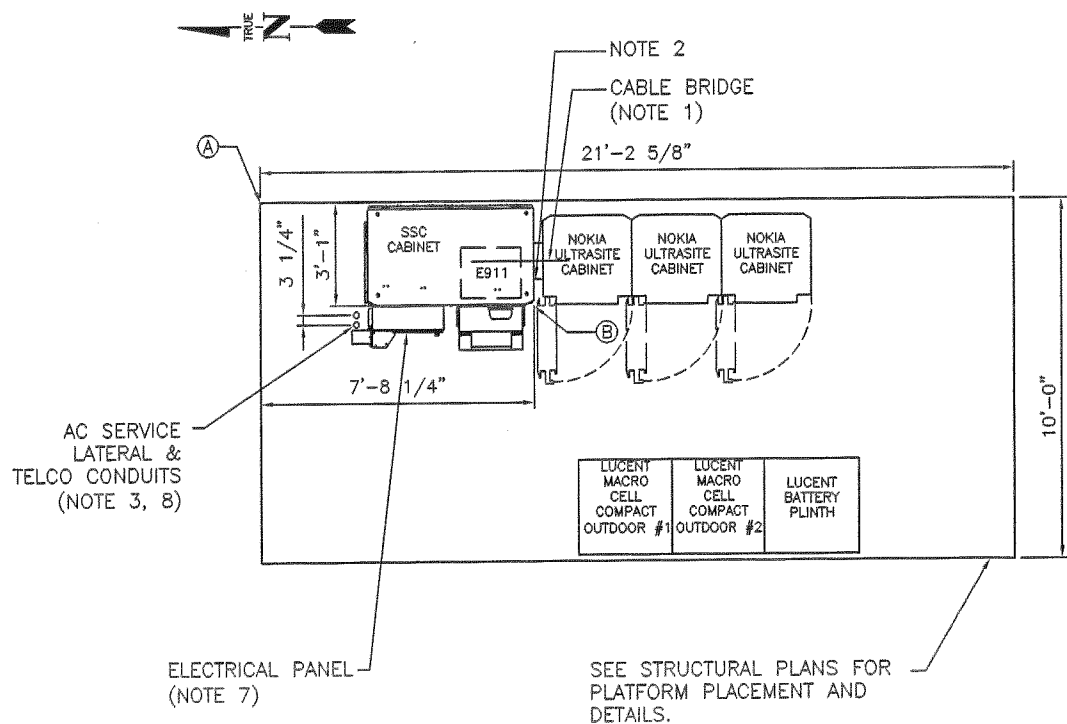 TRUE
N
NOTE 2
CABLE BRIDGE
(NOTE 1)
A
21'-2 5/8"
3 1/4"
3'-1"
SSC
CABINET
E911
NOKIA
ULTRASITE
CABINET
NOKIA
ULTRASITE
CABINET
NOKIA
ULTRASITE
CABINET
B
7'-8 1/4"
10'-0"
AC SERVICE
LATERAL &
TELCO CONDUITS
(NOTE 3, 8)
LUCENT
MACRO
CELL
COMPACT
OUTDOOR #1
LUCENT
MACRO
CELL
COMPACT
OUTDOOR #2
LUCENT
BATTERY
PLINTH
ELECTRICAL PANEL
(NOTE 7)
SEE STRUCTURAL PLANS FOR
PLATFORM PLACEMENT AND
DETAILS.